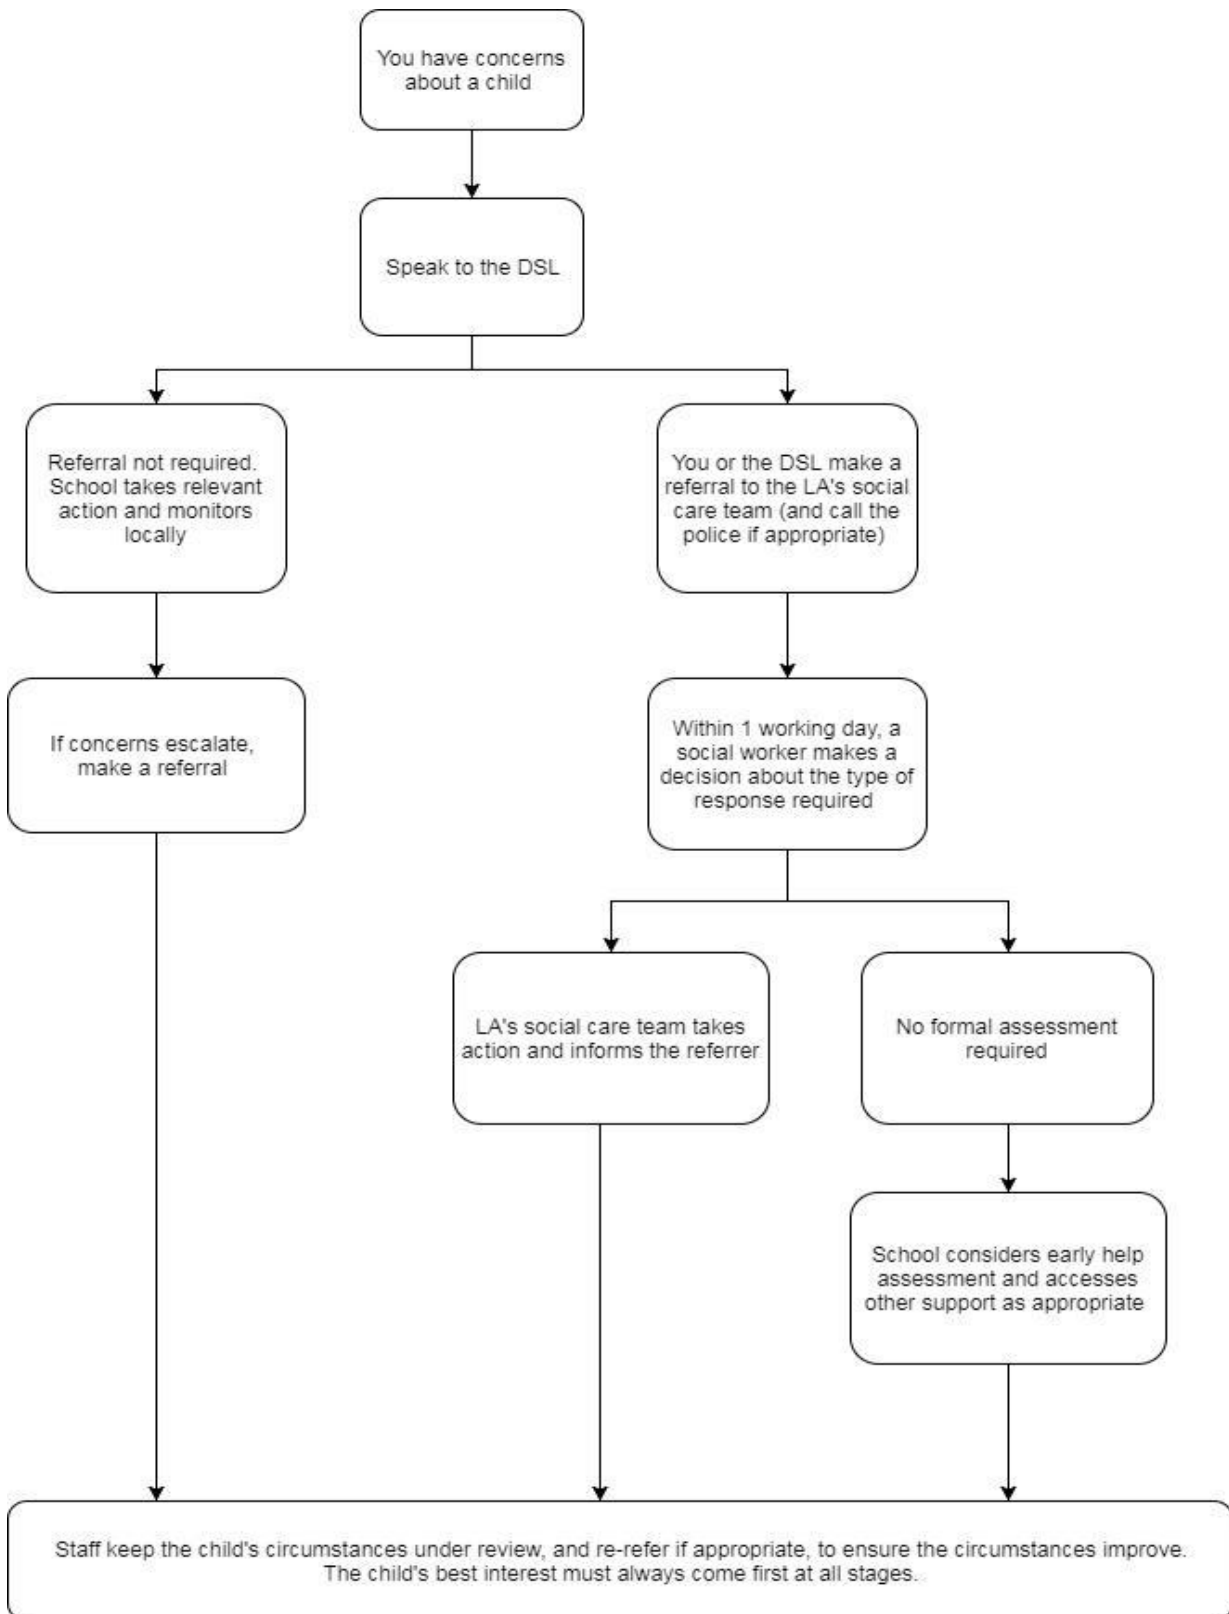 You have concerns
about a child
Speak to the DSL
Referral not required.
School takes relevant
action and monitors
locally
If concerns escalate,
make a referral
You or the DSL make a
referral to the LA's social
care team (and call the
police if appropriate)
Within 1 working day, a
social worker makes a
decision about the type of
response required
LA's social care team takes
action and informs the referrer
No formal assessment
required
School considers early help
assessment and accesses
other support as appropriate
Staff keep the child's circumstances under review, and re-refer if appropriate, to ensure the circumstances improve.
The child's best interest must always come first at all stages.